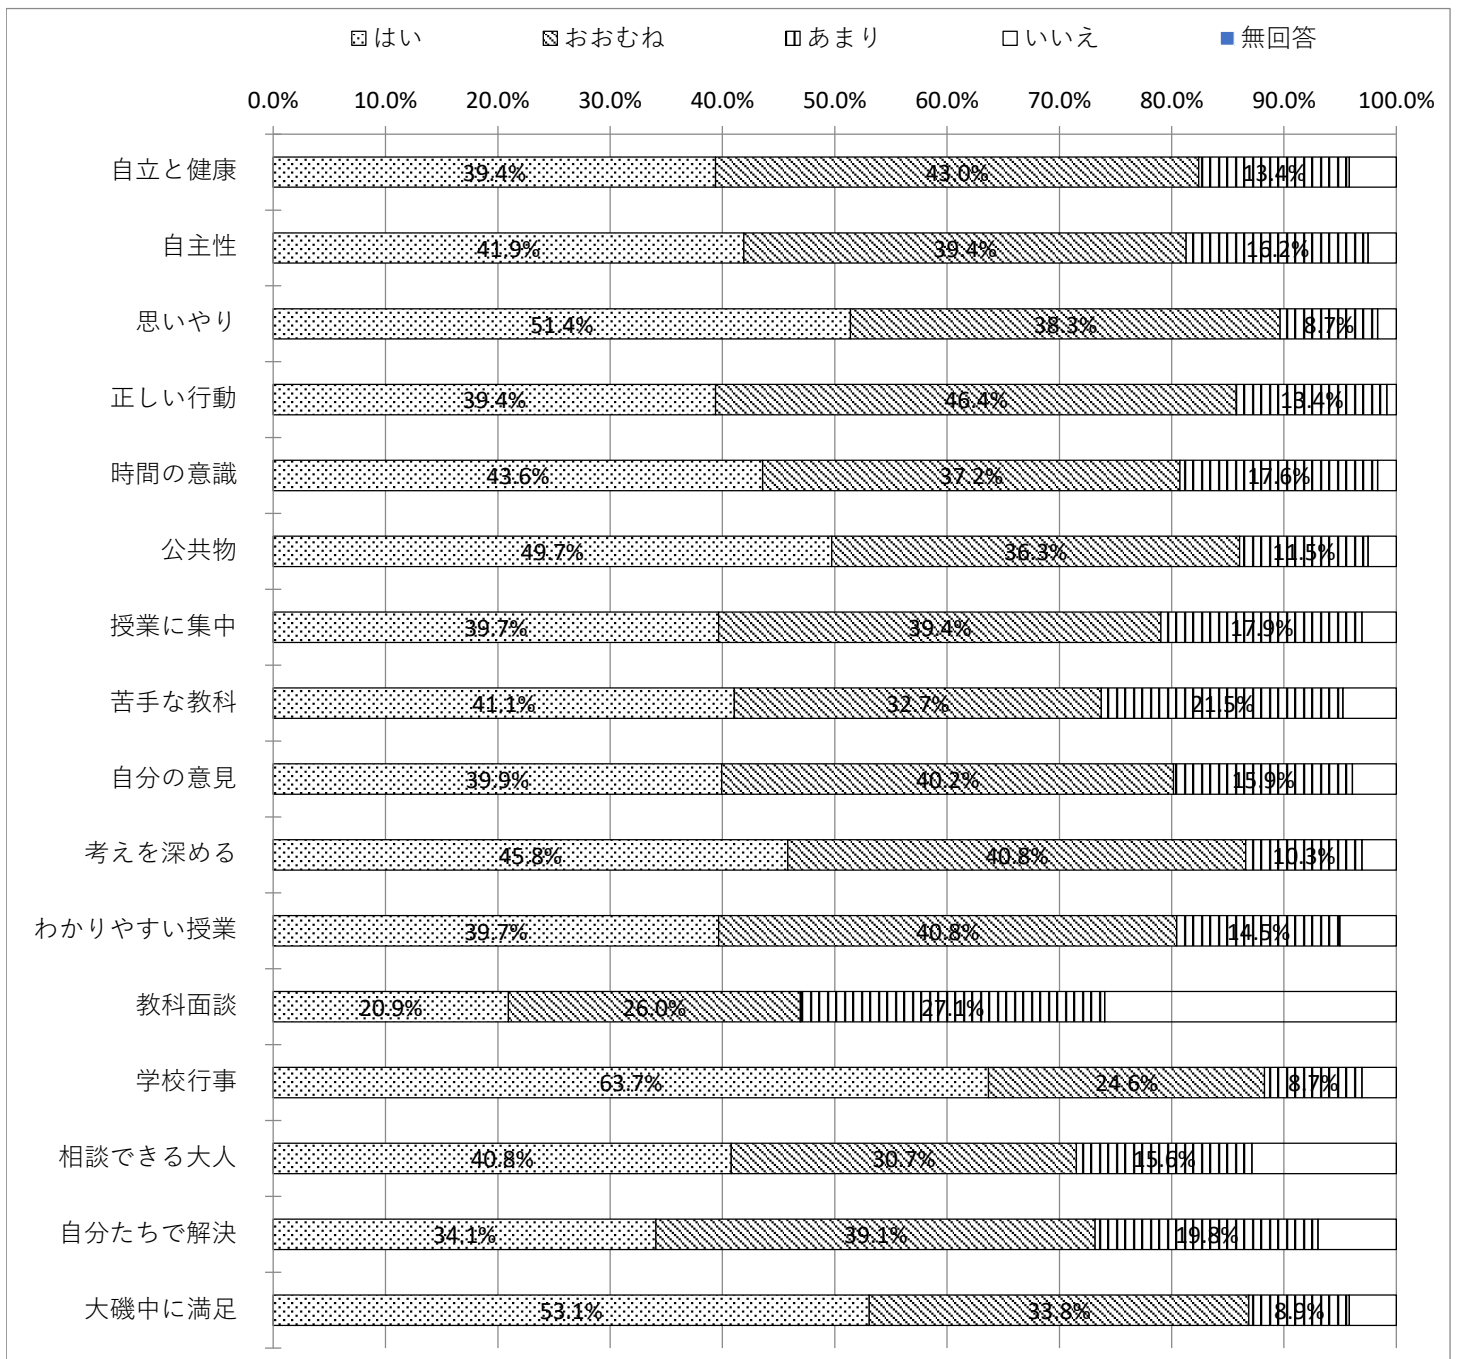 はい おおむね あまり いいえ 無回答
0.0% 10.0% 20.0% 30.0% 40.0% 50.0% 60.0% 70.0% 80.0% 90.0% 100.0%
自立と健康 39.4% 43.0% 13.4%
自主性 41.9% 39.4% 16.2%
思いやり 51.4% 38.3% 8.7%
正しい行動 39.4% 46.4% 13.4%
時間の意識 43.6% 37.2% 17.6%
公共物 49.7% 36.3% 11.5%
授業に集中 39.7% 39.4% 17.9%
苦手な教科 41.1% 32.7% 21.5%
自分の意見 39.9% 40.2% 15.9%
考えを深める 45.8% 40.8% 10.3%
わかりやすい授業 39.7% 40.8% 14.5%
教科面談 20.9% 26.0% 27.1%
学校行事 63.7% 24.6% 8.7%
相談できる大人 40.8% 30.7% 15.6%
自分たちで解決 34.1% 39.1% 19.8%
大磯中に満足 53.1% 33.8% 8.9%